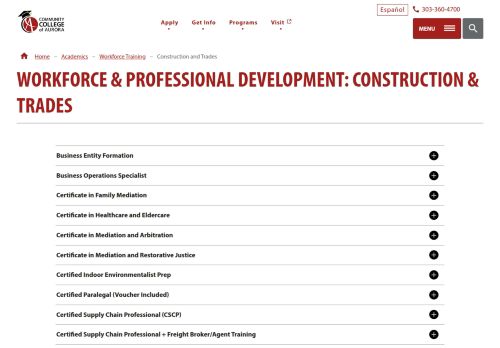 COMMUNITY
COLLEGE
of AURORA
Apply
Get Info
Programs
Visit
Español
303-360-4700
MENU
Home – Academics – Workforce Training – Construction and Trades
WORKFORCE & PROFESSIONAL DEVELOPMENT: CONSTRUCTION &
TRADES
Business Entity Formation
Business Operations Specialist
Certificate in Family Mediation
Certificate in Healthcare and Eldercare
Certificate in Mediation and Arbitration
Certificate in Mediation and Restorative Justice
Certified Indoor Environmentalist Prep
Certified Paralegal (Voucher Included)
Certified Supply Chain Professional (CSCP)
Certified Supply Chain Professional + Freight Broker/Agent Training